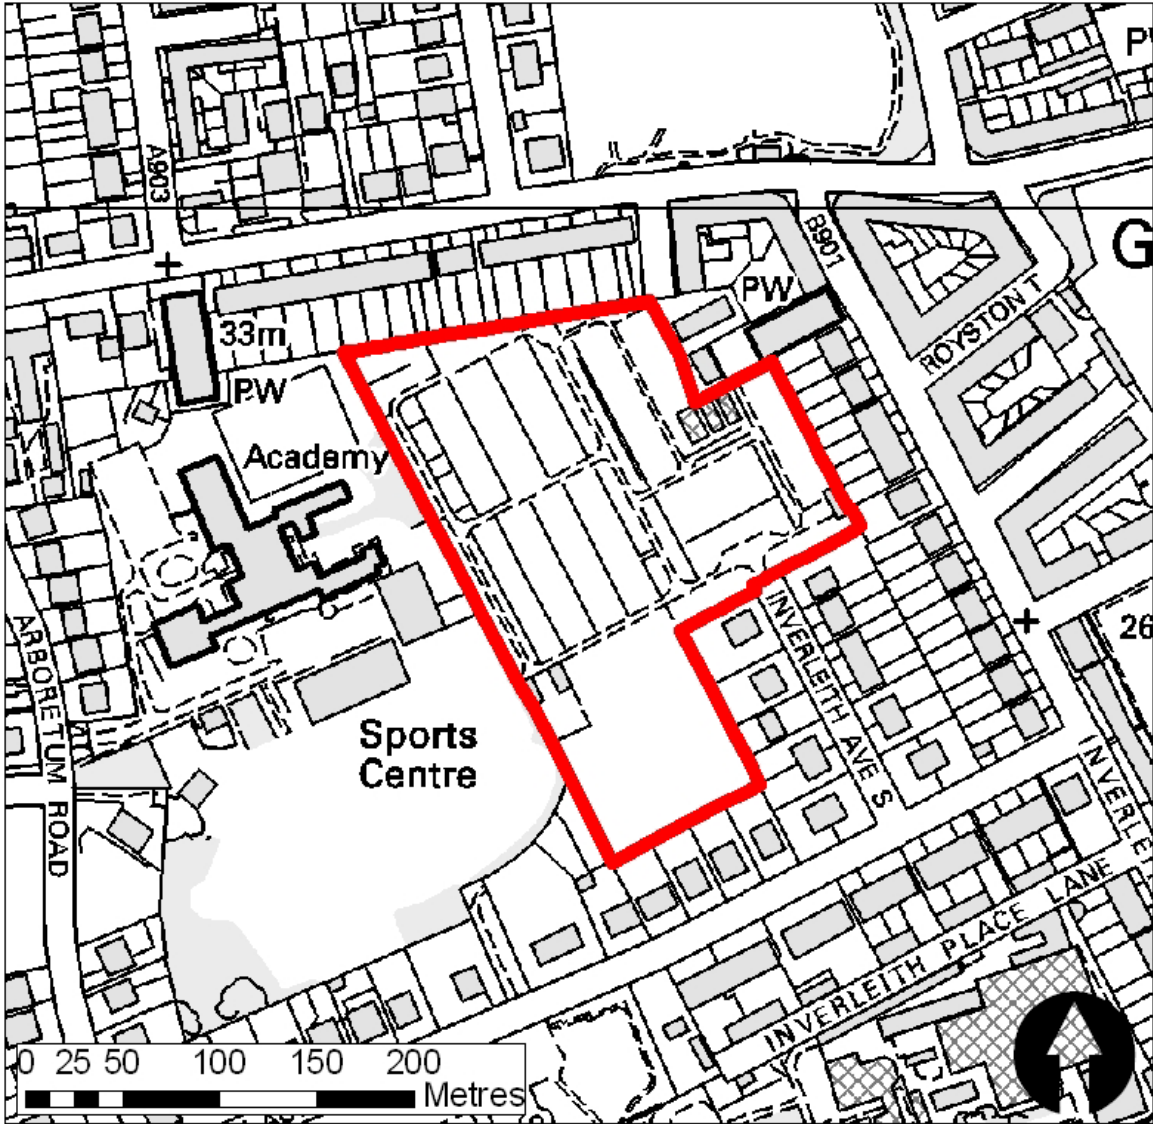 P
A903
B901
G
PW
ROYSTON T
33m
PW
Academy
26
ARBORETUM ROAD
INVERLEITH AVE S
Sports
Centre
INVERLE
INVERLEITH PLACE LANE
0 25 50 100 150 200
Metres